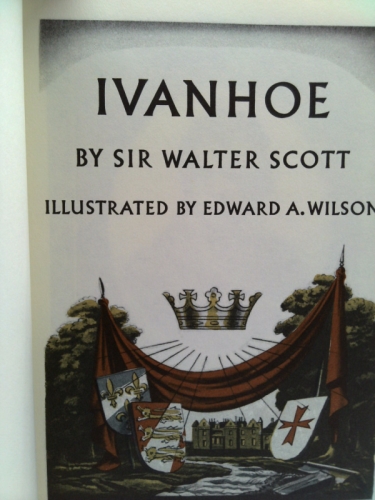 IVANHOE
BY SIR WALTER SCOTT
ILLUSTRATED BY EDWARD A. WILSON